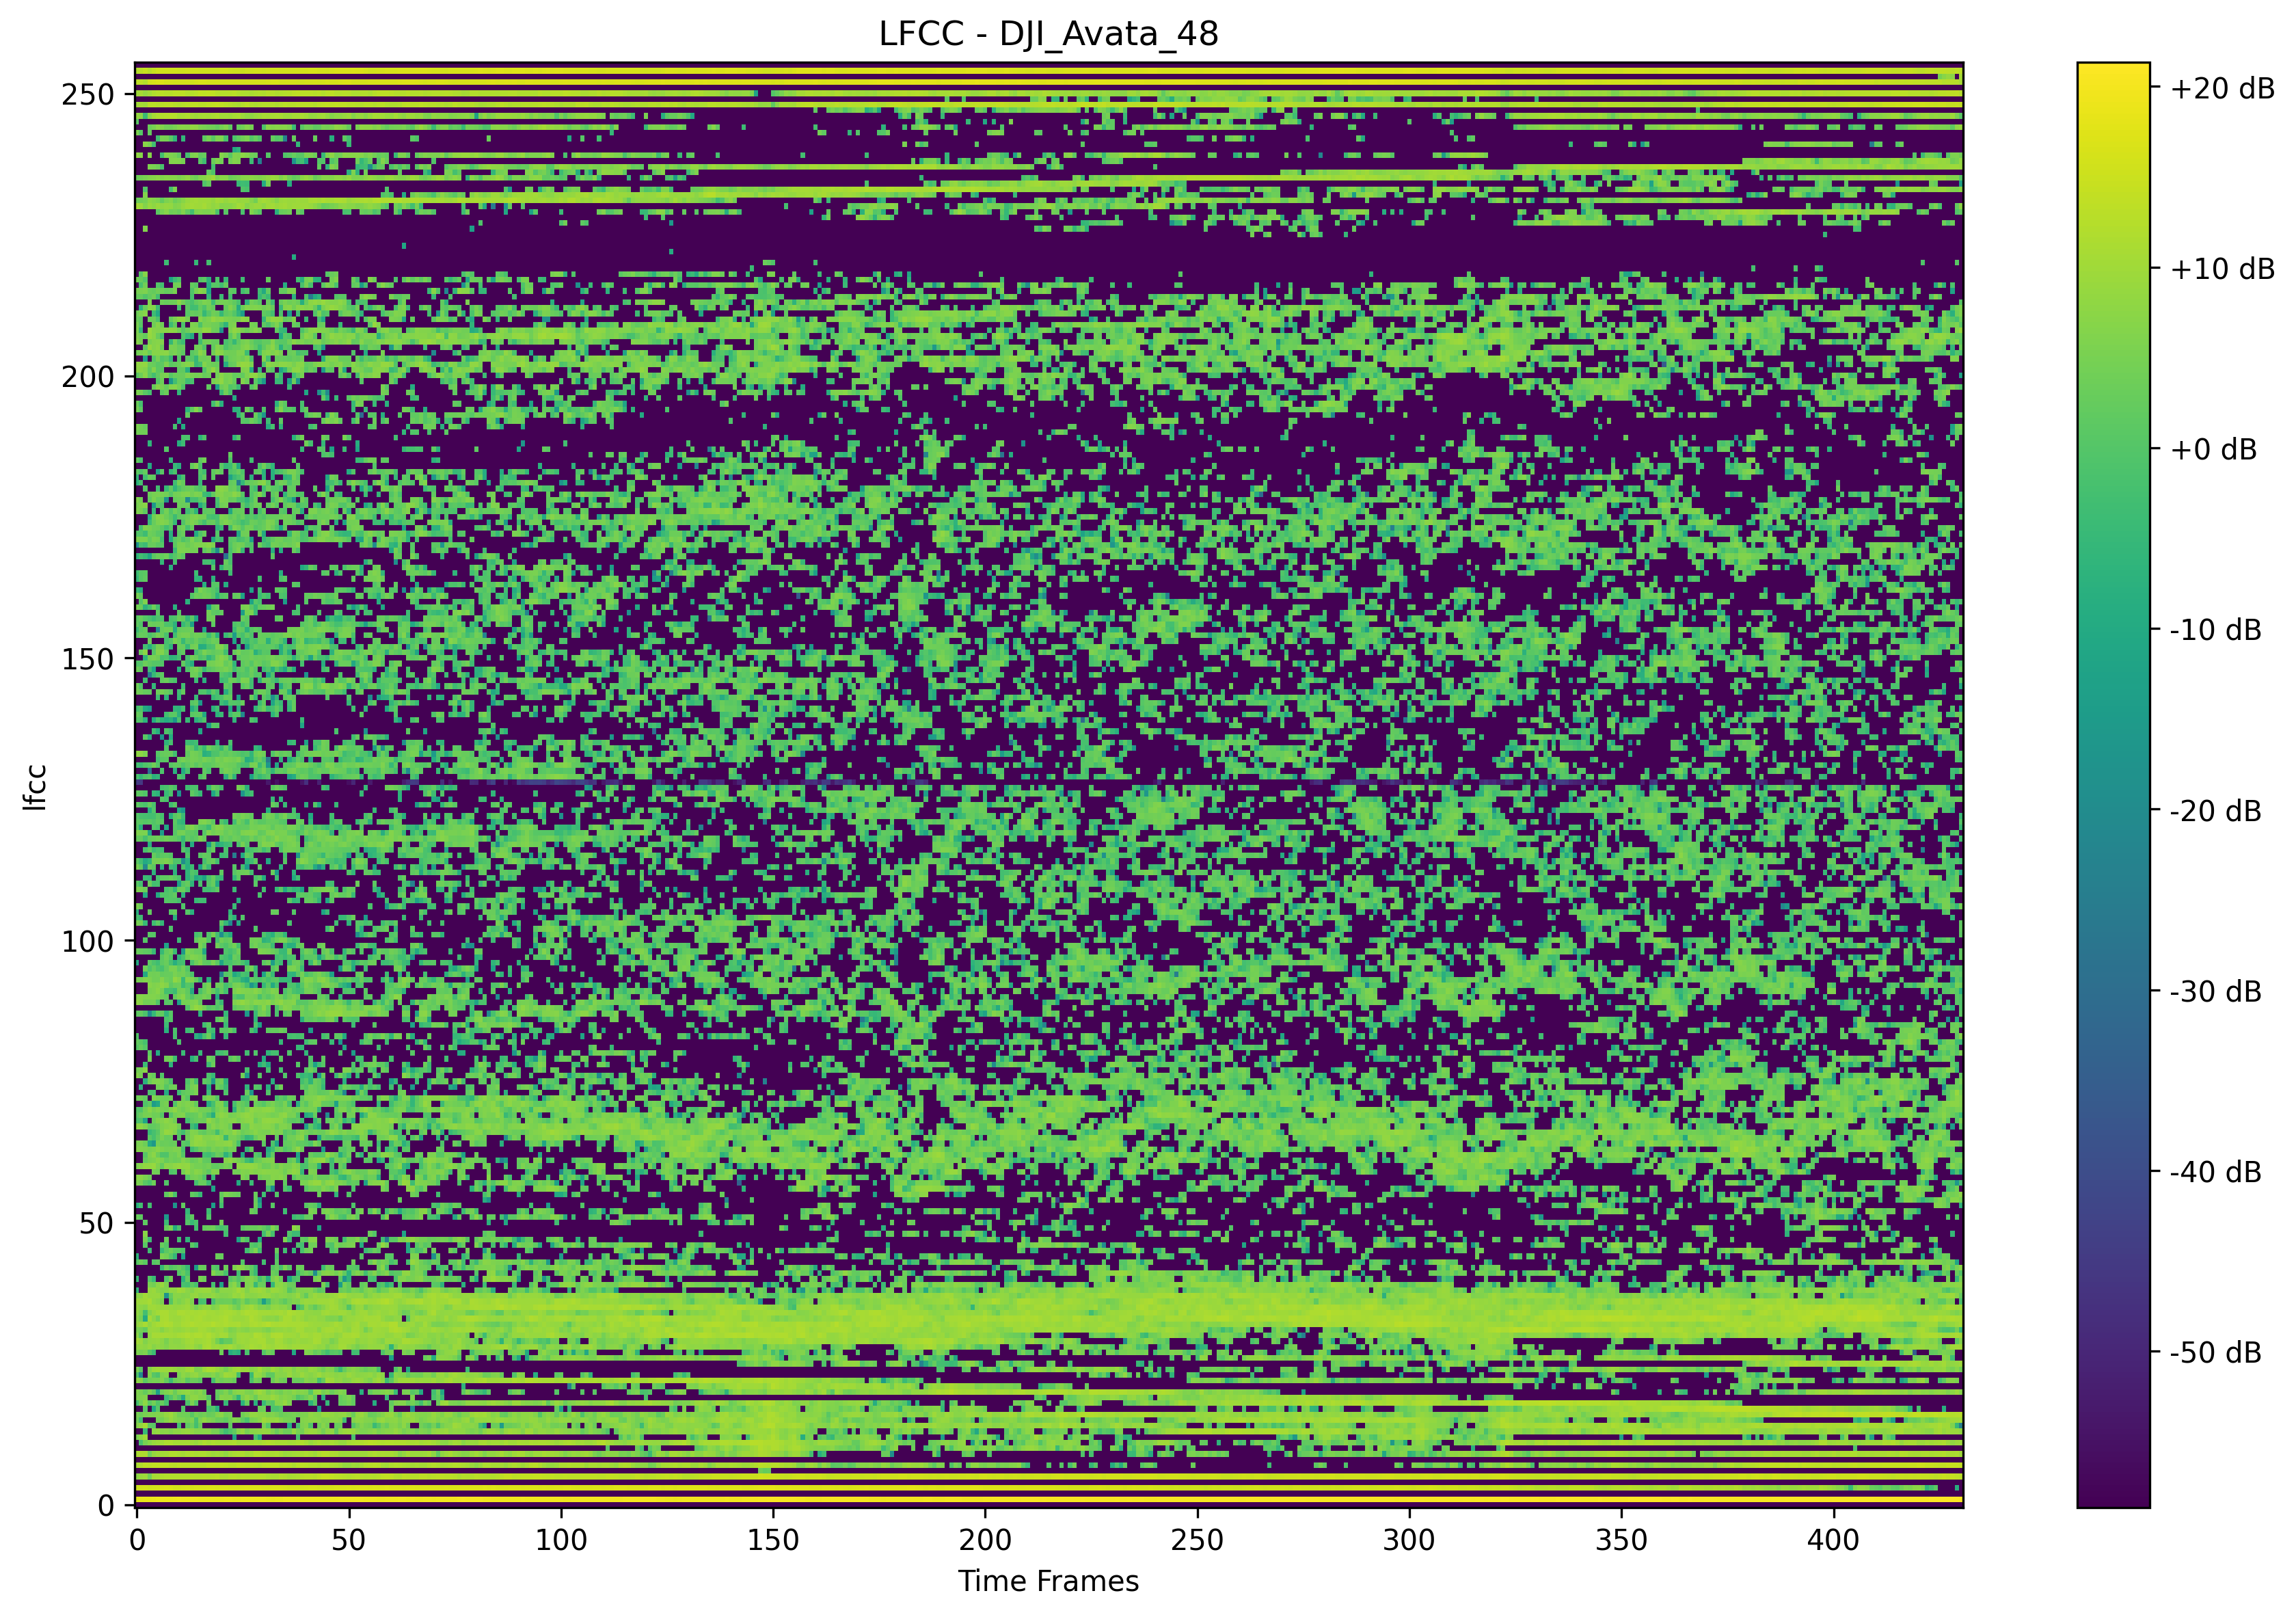 LFCC - DJI_Avata_48
250
200
150
100
50
0
lfcc
0 50 100 150 200 250 300 350 400
Time Frames
+20 dB
+10 dB
+0 dB
-10 dB
-20 dB
-30 dB
-40 dB
-50 dB